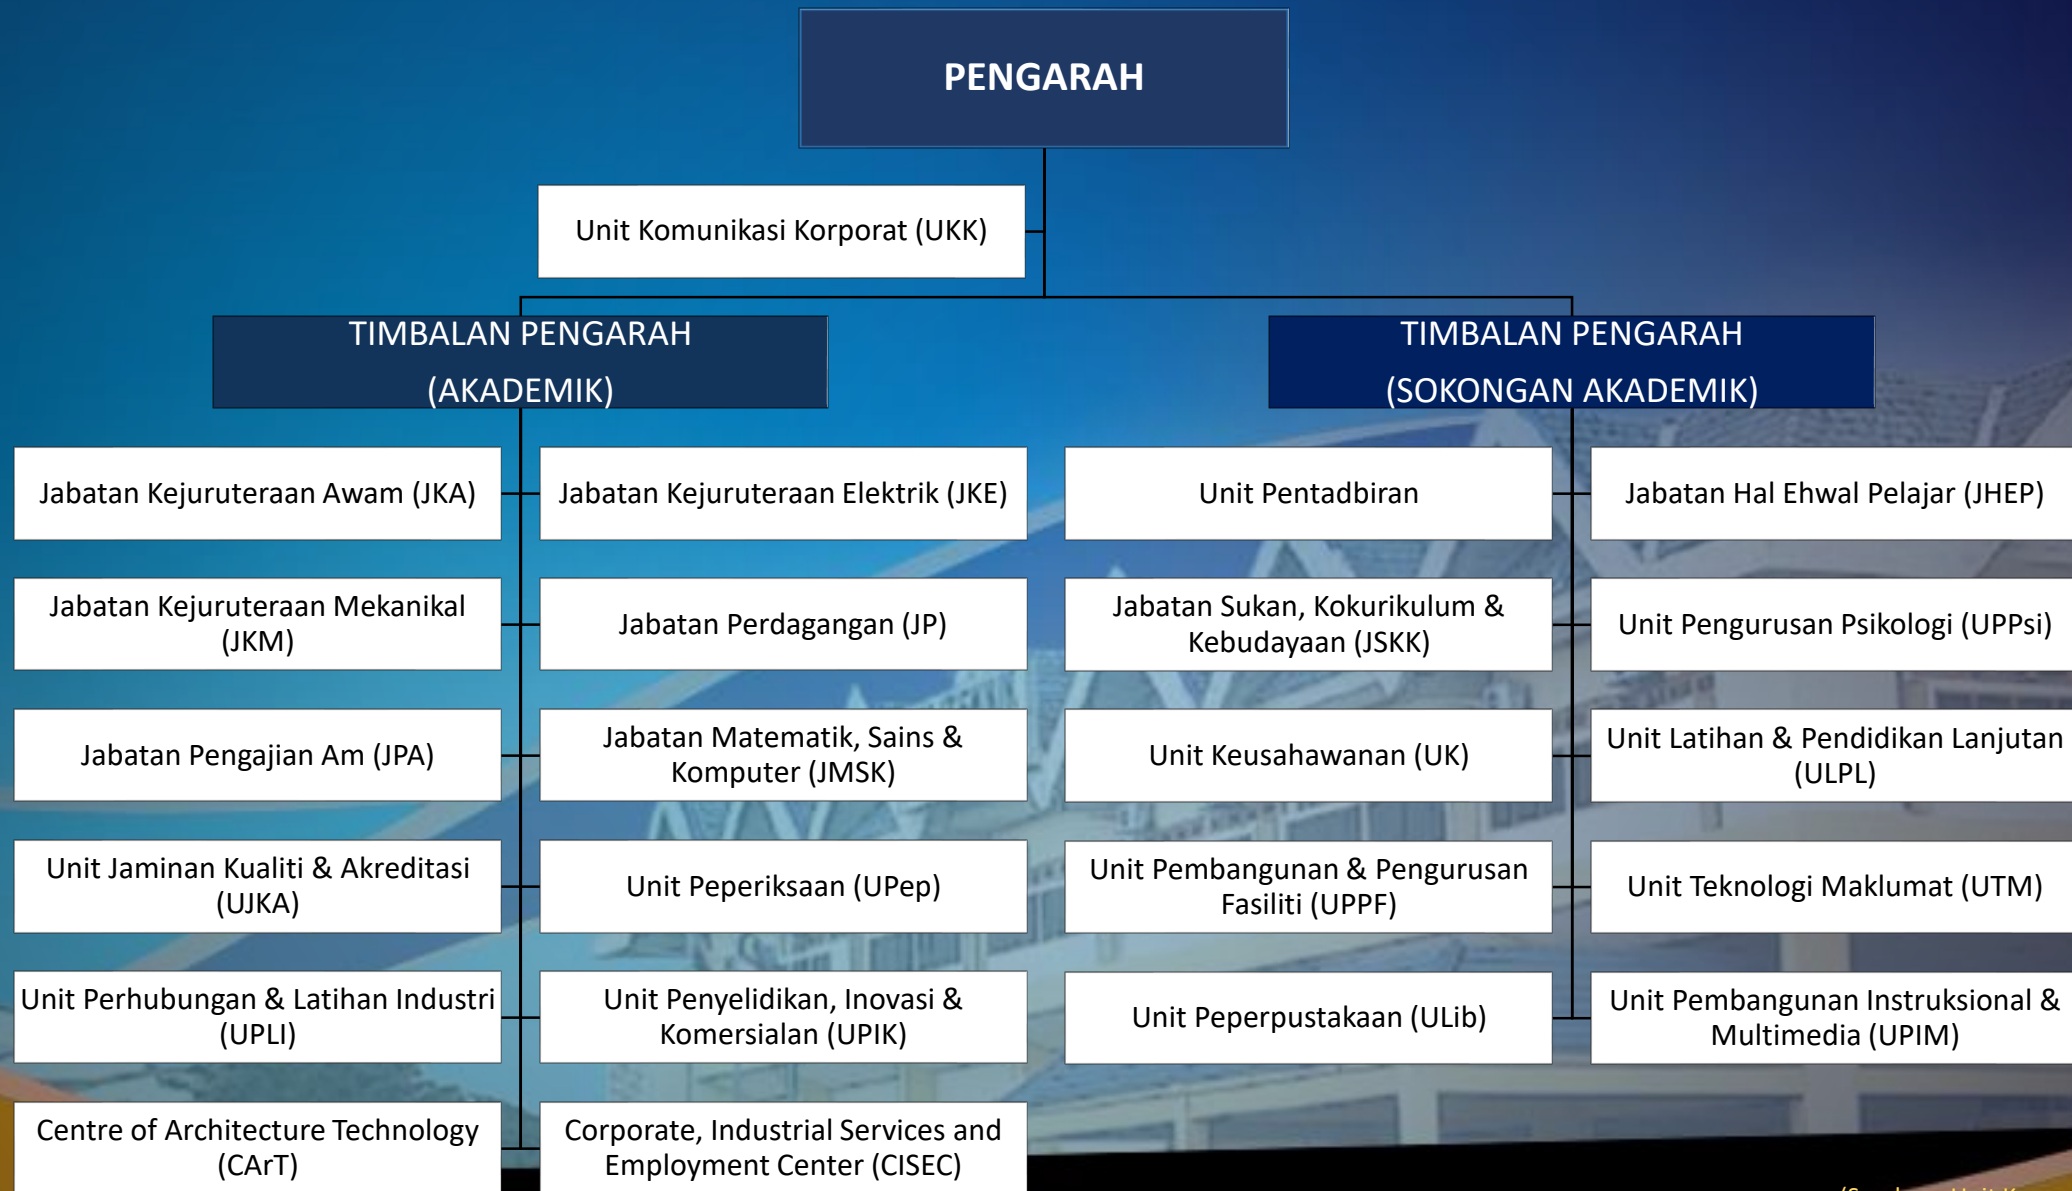 PENGARAH
Unit Komunikasi Korporat (UKK)
TIMBALAN PENGARAH
(AKADEMIK)
TIMBALAN PENGARAH
(SOKONGAN AKADEMIK)
Jabatan Kejuruteraan Awam (JKA)
Jabatan Kejuruteraan Elektrik (JKE)
Unit Pentadbiran
Jabatan Hal Ehwal Pelajar (JHEP)
Jabatan Kejuruteraan Mekanikal
(JKM)
Jabatan Perdagangan (JP)
Jabatan Sukan, Kokurikulum &
Kebudayaan (JSKK)
Unit Pengurusan Psikologi (UPPsi)
Jabatan Pengajian Am (JPA)
Jabatan Matematik, Sains &
Komputer (JMSK)
Unit Keusahawanan (UK)
Unit Latihan & Pendidikan Lanjutan
(ULPL)
Unit Jaminan Kualiti & Akreditasi
(UJKA)
Unit Peperiksaan (UPep)
Unit Pembangunan & Pengurusan
Fasiliti (UPPF)
Unit Teknologi Maklumat (UTM)
Unit Perhubungan & Latihan Industri
(UPLI)
Unit Penyelidikan, Inovasi &
Komersialan (UPIK)
Unit Peperpustakaan (ULib)
Unit Pembangunan Instruksional &
Multimedia (UPIM)
Centre of Architecture Technology
(CArT)
Corporate, Industrial Services and
Employment Center (CISEC)